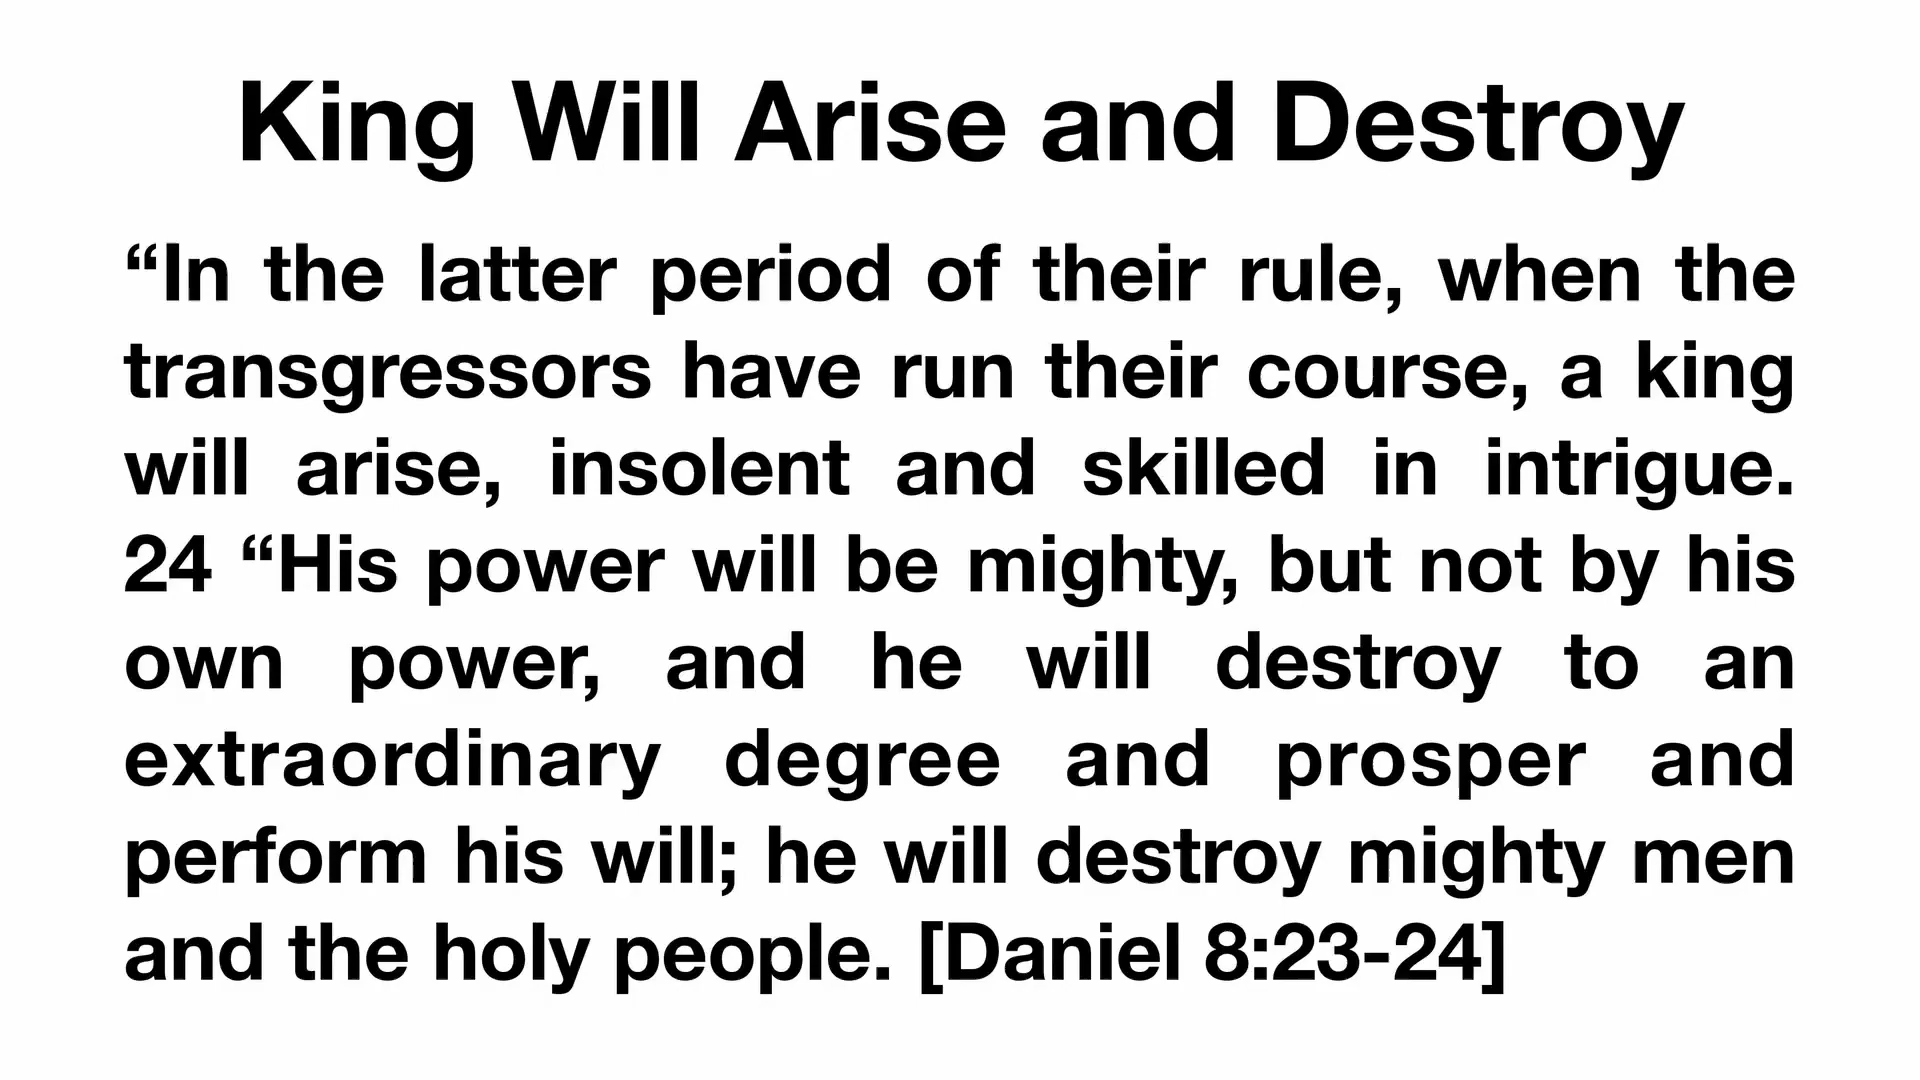 King Will Arise and Destroy
“In the latter period of their rule, when the
transgressors have run their course, a king
will arise, insolent and skilled in intrigue.
24 “His power will be mighty, but not by his
own power, and he will destroy to an
extraordinary degree and prosper and
perform his will; he will destroy mighty men
and the holy people. [Daniel 8:23-24]